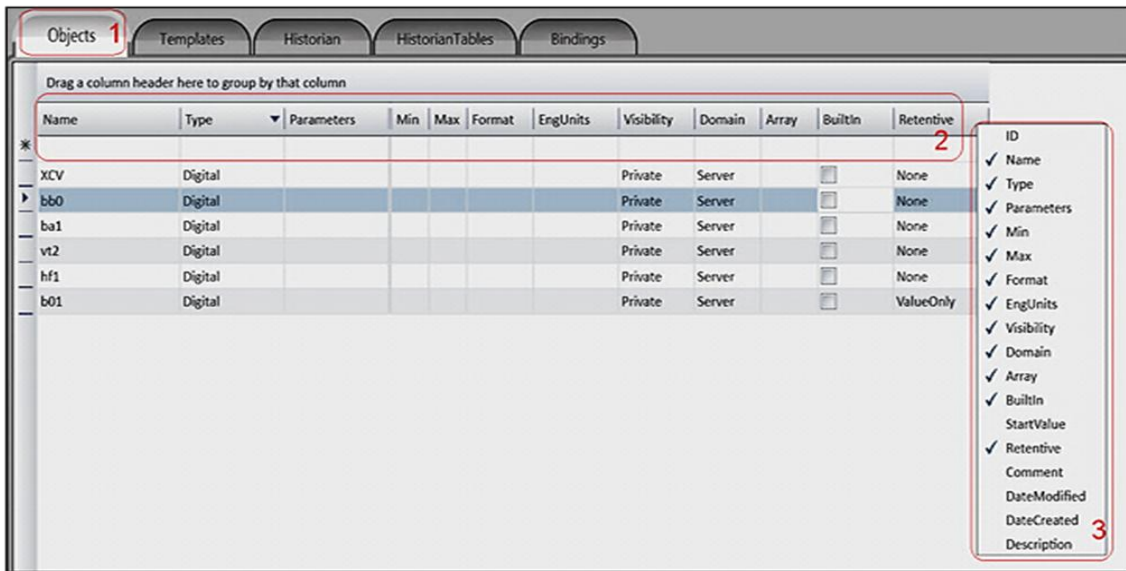 Objects 1 Templates Historian HistorianTables Bindings
Drag a column header here to group by that column
Name Type Parameters Min Max Format EngUnits Visibility Domain Array BuiltIn Retentive
2
XCV Digital Private Server None
bb0 Digital Private Server None
ba1 Digital Private Server None
vt2 Digital Private Server None
hf1 Digital Private Server None
b01 Digital Private Server ValueOnly
ID
✓ Name
✓ Type
✓ Parameters
✓ Min
✓ Max
✓ Format
✓ EngUnits
✓ Visibility
✓ Domain
✓ Array
✓ BuiltIn
StartValue
✓ Retentive
Comment
DateModified
DateCreated
3
Description